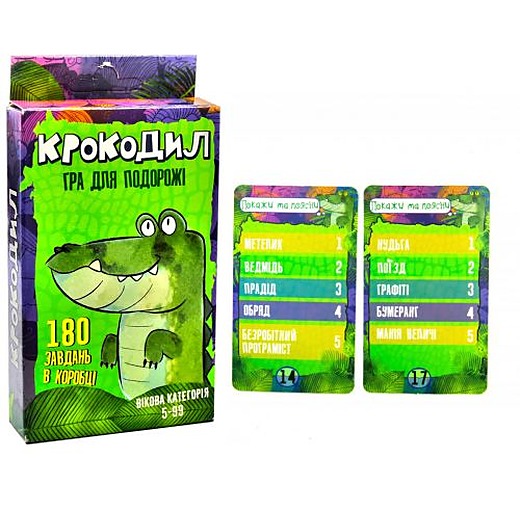 КРОКОДИЛ
ГРА ДЛЯ ПОДОРОЖІ
180
ЗАВДАНЬ
В КОРОБЦІ
ВІКОВА КАТЕГОРІЯ
5-99
КРОКОДИЛ
Покажи та поясни
МЕТЕЛИК 1
ВЕДМІДЬ 2
ПРАДІД 3
ОБРЯД 4
БЕЗРОБІТНИЙ
ПРОГРАМІСТ 5
14
Покажи та поясни
НУДЬГА 1
ПОЇЗД 2
ГРАФІТІ 3
БУМЕРАНГ 4
МАНІЯ ВЕЛИЧІ 5
17